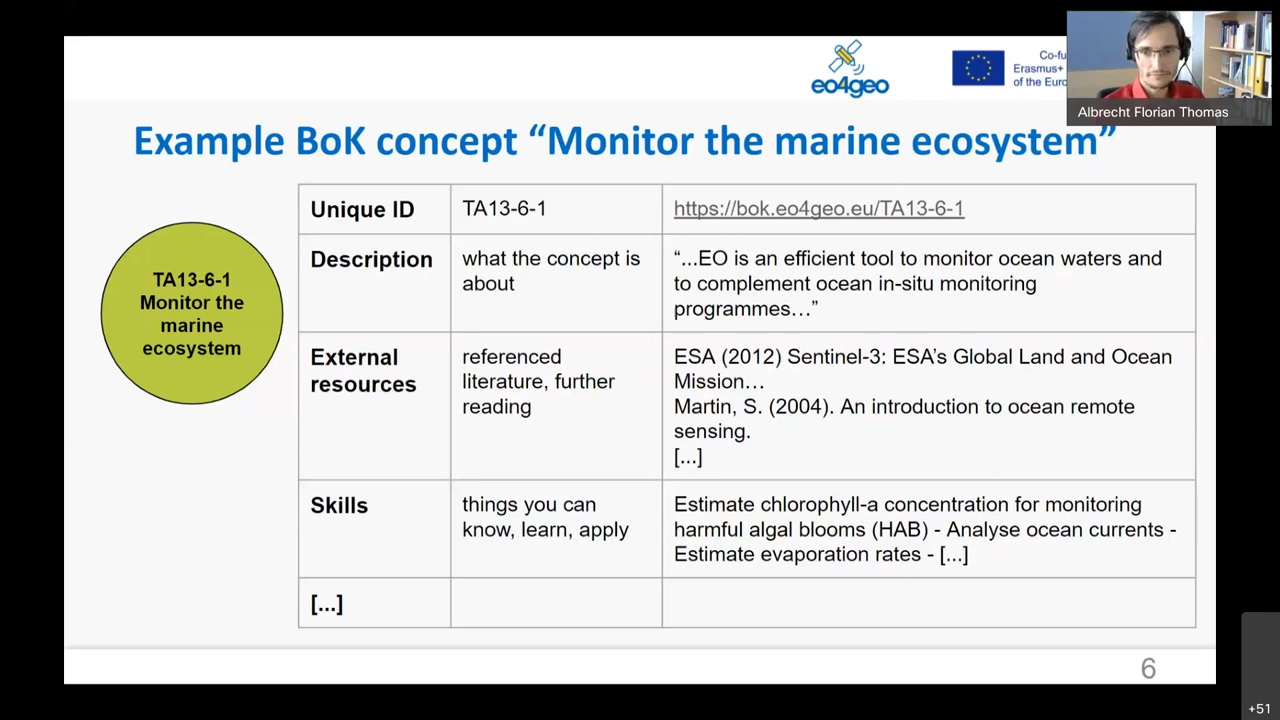 eo4geo
Co-fu
Erasmus+
of the Euro
Albrecht Florian Thomas
Example BoK concept “Monitor the marine ecosystem”
TA13-6-1
Monitor the
marine
ecosystem
Unique ID
TA13-6-1
https://bok.eo4geo.eu/TA13-6-1
Description
what the concept is
about
“...EO is an efficient tool to monitor ocean waters and
to complement ocean in-situ monitoring
programmes…”
External
resources
referenced
literature, further
reading
ESA (2012) Sentinel-3: ESA’s Global Land and Ocean
Mission…
Martin, S. (2004). An introduction to ocean remote
sensing.
[...]
Skills
things you can
know, learn, apply
Estimate chlorophyll-a concentration for monitoring
harmful algal blooms (HAB) - Analyse ocean currents -
Estimate evaporation rates - [...]
[...]
6
+51